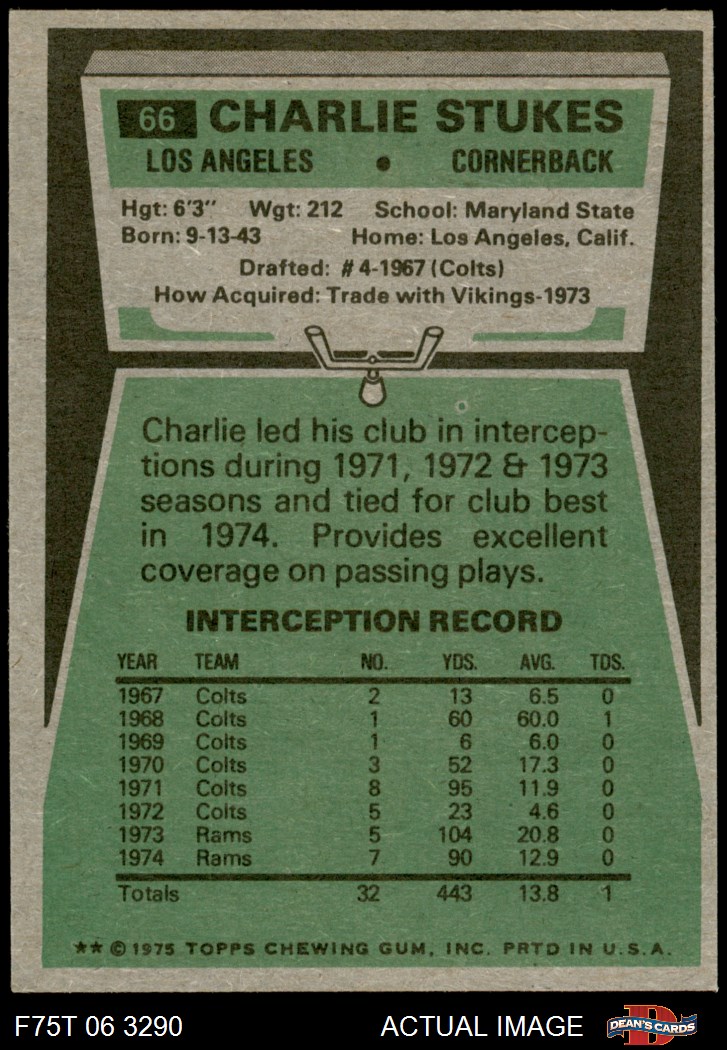 66 CHARLIE STUKES
LOS ANGELES • CORNERBACK
Hgt: 6'3" Wgt: 212 School: Maryland State
Born: 9-13-43 Home: Los Angeles, Calif.
Drafted: #4-1967 (Colts)
How Acquired: Trade with Vikings-1973
Charlie led his club in intercep-
tions during 1971, 1972 & 1973
seasons and tied for club best
in 1974. Provides excellent
coverage on passing plays.
INTERCEPTION RECORD
YEAR TEAM NO. YDS. AVG. TDS.
1967 Colts 2 13 6.5 0
1968 Colts 1 60 60.0 1
1969 Colts 1 6 6.0 0
1970 Colts 3 52 17.3 0
1971 Colts 8 95 11.9 0
1972 Colts 5 23 4.6 0
1973 Rams 5 104 20.8 0
1974 Rams 7 90 12.9 0
Totals 32 443 13.8 1
★★ © 1975 TOPPS CHEWING GUM, INC. PRTD IN U.S.A.
F75T 06 3290 ACTUAL IMAGE D DEAN'S CARDS